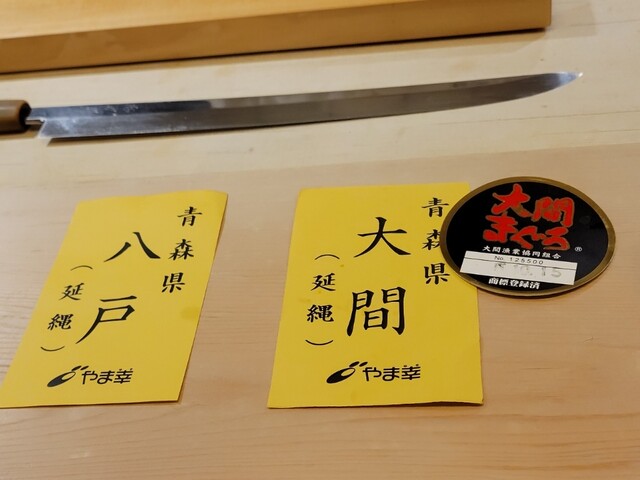 青森県
八戸
（延縄）
やま幸
青森県
大間
（延縄）
やま幸
大間
まぐろ
®
大間漁業協同組合
No.125500
商標登録済